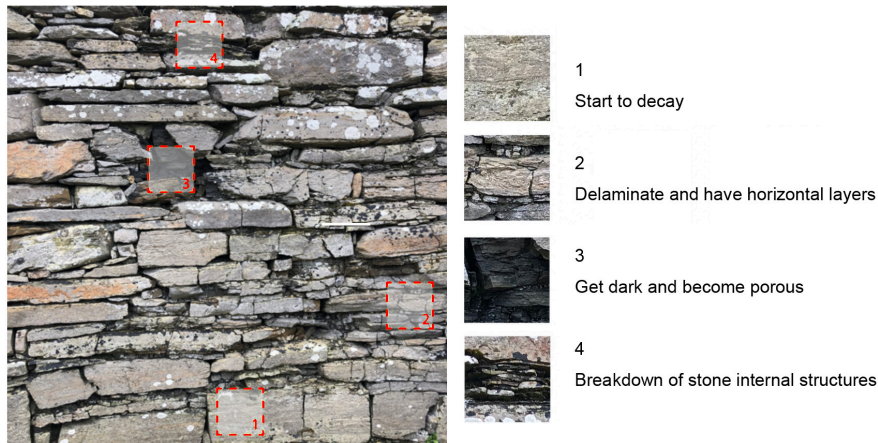 4
3
2
1
1
Start to decay
2
Delaminate and have horizontal layers
3
Get dark and become porous
4
Breakdown of stone internal structures